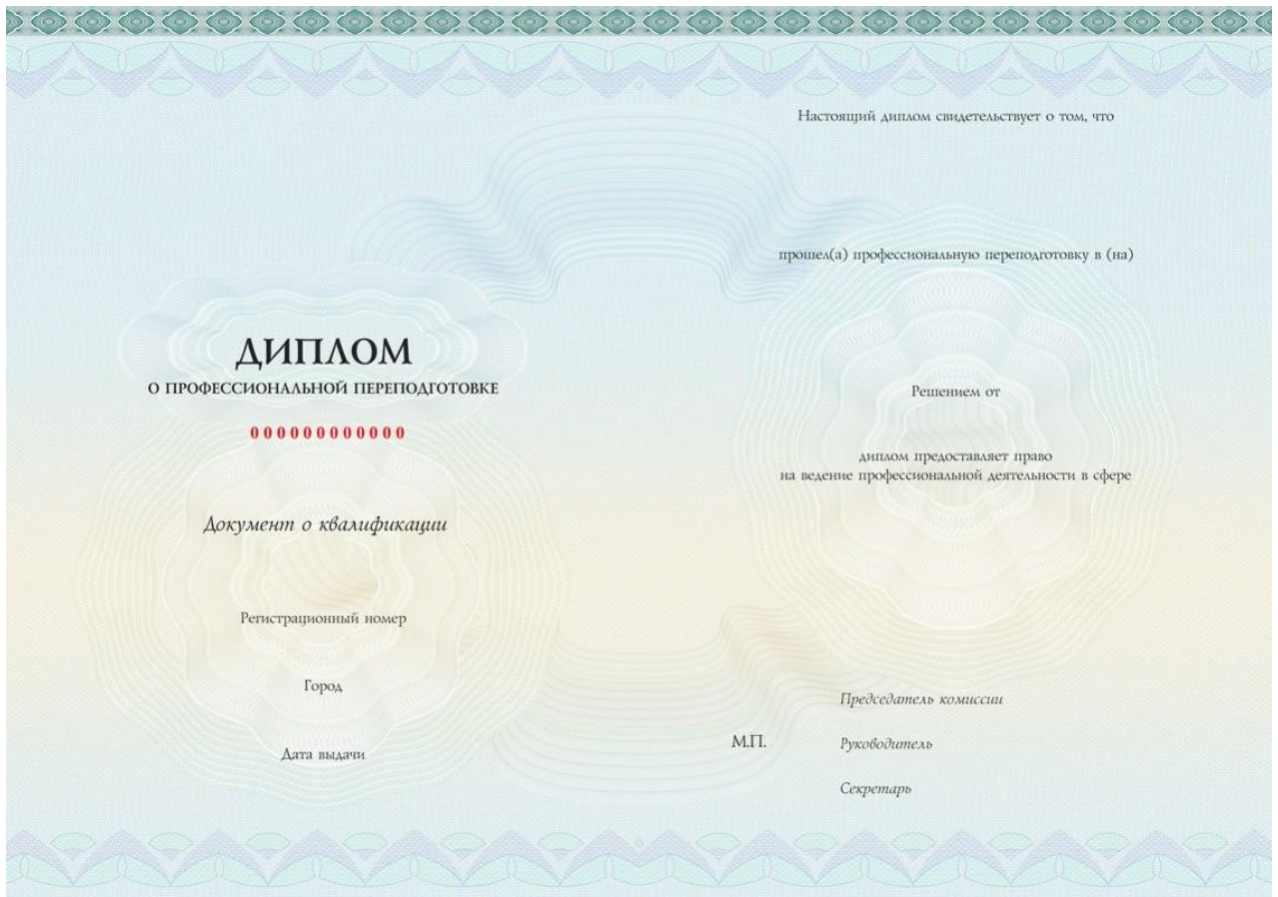 ДИПЛОМ
О ПРОФЕССИОНАЛЬНОЙ ПЕРЕПОДГОТОВКЕ
000000000000
Документ о квалификации
Регистрационный номер
Город
Дата выдачи
Настоящий диплом свидетельствует о том, что
прошел(а) профессиональную переподготовку в (на)
Решением от
диплом предоставляет право
на ведение профессиональной деятельности в сфере
Председатель комиссии
М.П.
Руководитель
Секретарь